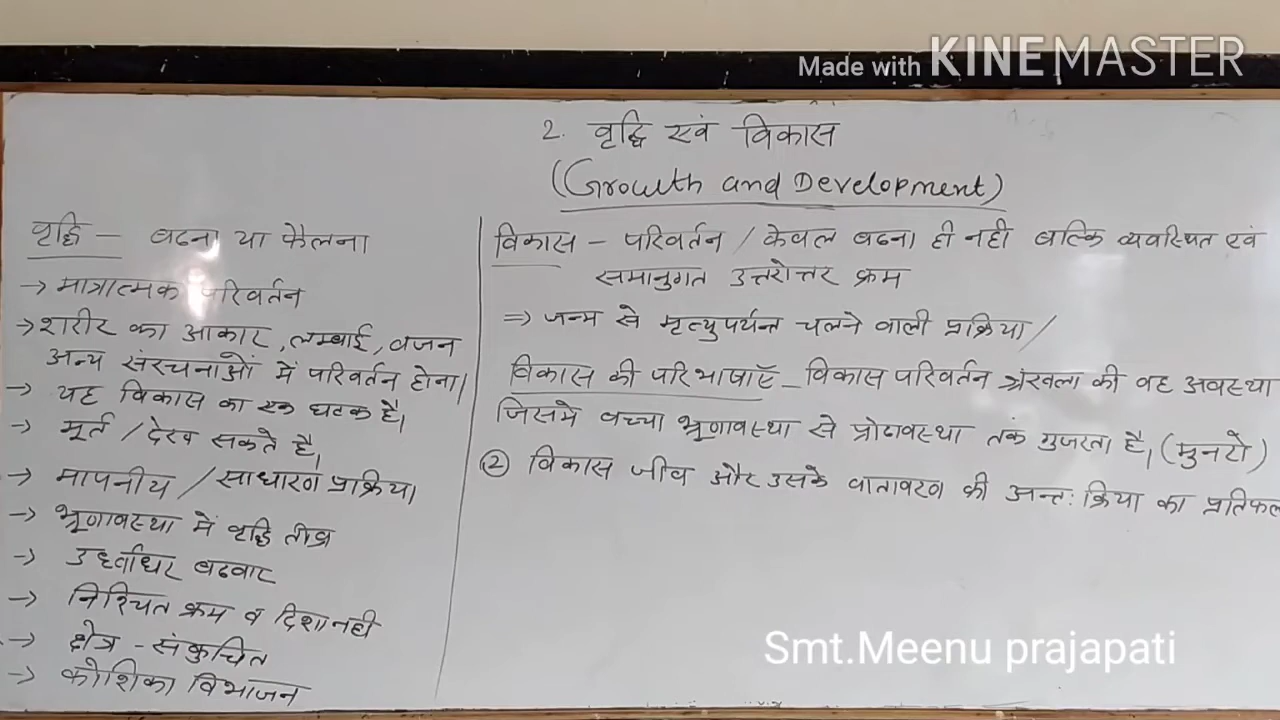 Made with KINEMASTER
2. वृद्धि एवं विकास
(Growth and Development)
वृद्धि — बढना या फैलना
→ मात्रात्मक परिवर्तन
→ शरीर का आकार, लम्बाई, वजन
अन्य संरचनाओं में परिवर्तन होना।
→ यह विकास का एक घटक है।
→ मूर्त / देख सकते है।
→ मापनीय / साधारण प्रक्रिया।
→ भ्रूणावस्था में वृद्धि तीव्र
→ उर्ध्वाधर बढवार
→ निश्चित क्रम व दिशा नही
→ क्षेत्र - संकुचित
→ कोशिका विभाजन
विकास - परिवर्तन / केवल बढना ही नही बल्कि व्यवस्थित एवं
समानुगत उत्तरोत्तर क्रम
⇒ जन्म से मृत्युपर्यन्त चलने वाली प्रक्रिया/
विकास की परिभाषाएँ - विकास परिवर्तन श्रृंखला की वह अवस्था
जिसमे बच्चा भ्रूणावस्था से प्रोढावस्था तक गुजरता है। (मुनरो)
② विकास जीव और उसके वातावरण की अन्तः क्रिया का प्रतिफल
Smt.Meenu prajapati